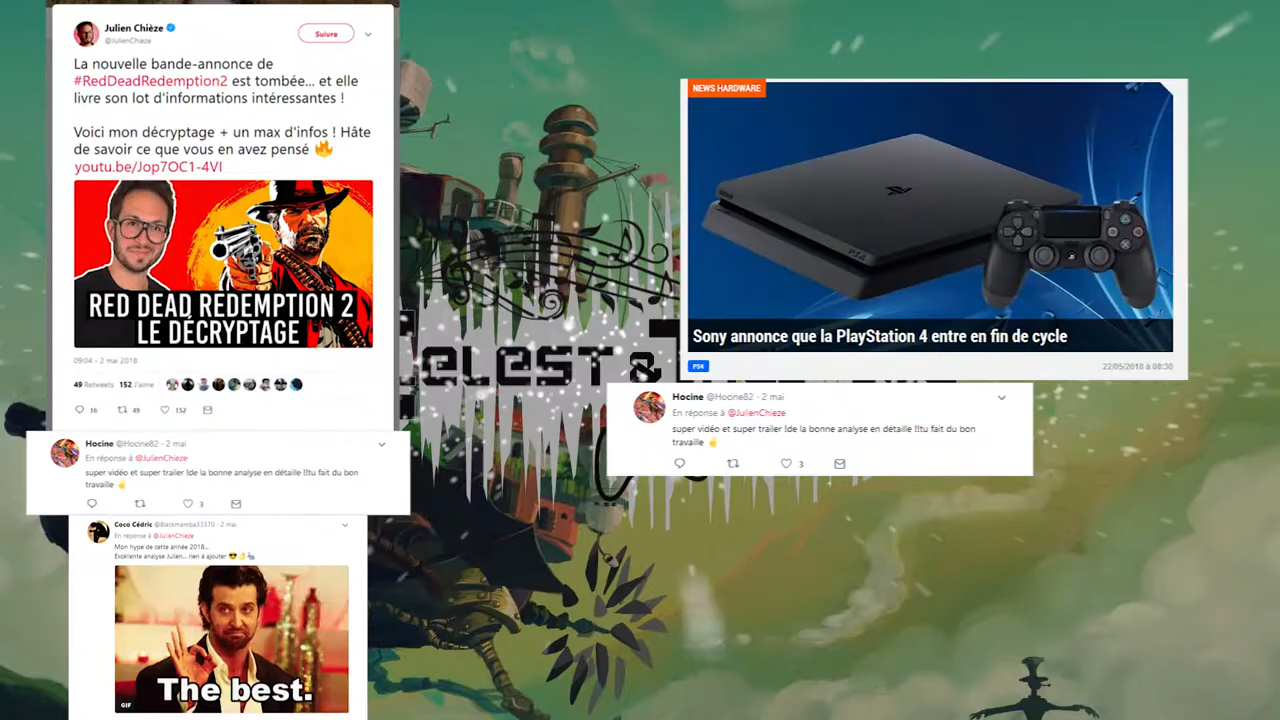 Julien Chièze
@JulienChieze
Suivre
La nouvelle bande-annonce de
#RedDeadRedemption2 est tombée... et elle
livre son lot d'informations intéressantes !
Voici mon décryptage + un max d'infos ! Hâte
de savoir ce que vous en avez pensé 🔥
youtu.be/Jop7OC1-4VI
RED DEAD REDEMPTION 2
LE DÉCRYPTAGE
09:04 - 2 mai 2018
49 Retweets 152 J'aime
16 49 152
Hocine @Hocine82 · 2 mai
En réponse à @JulienChieze
super vidéo et super trailer !de la bonne analyse en détaille !!tu fait du bon
travaille
3
Coco Cédric @Blackmamba33370 · 2 mai
En réponse à @JulienChieze
Mon hype de cette année 2018...
Excellente analyse Julien... rien à ajouter
The best.
GIF
NEWS HARDWARE
PS4
Sony annonce que la PlayStation 4 entre en fin de cycle
PS4
22/05/2018 à 08:30
Hocine @Hocine82 · 2 mai
En réponse à @JulienChieze
super vidéo et super trailer !de la bonne analyse en détaille !!tu fait du bon
travaille
3
ELEST &